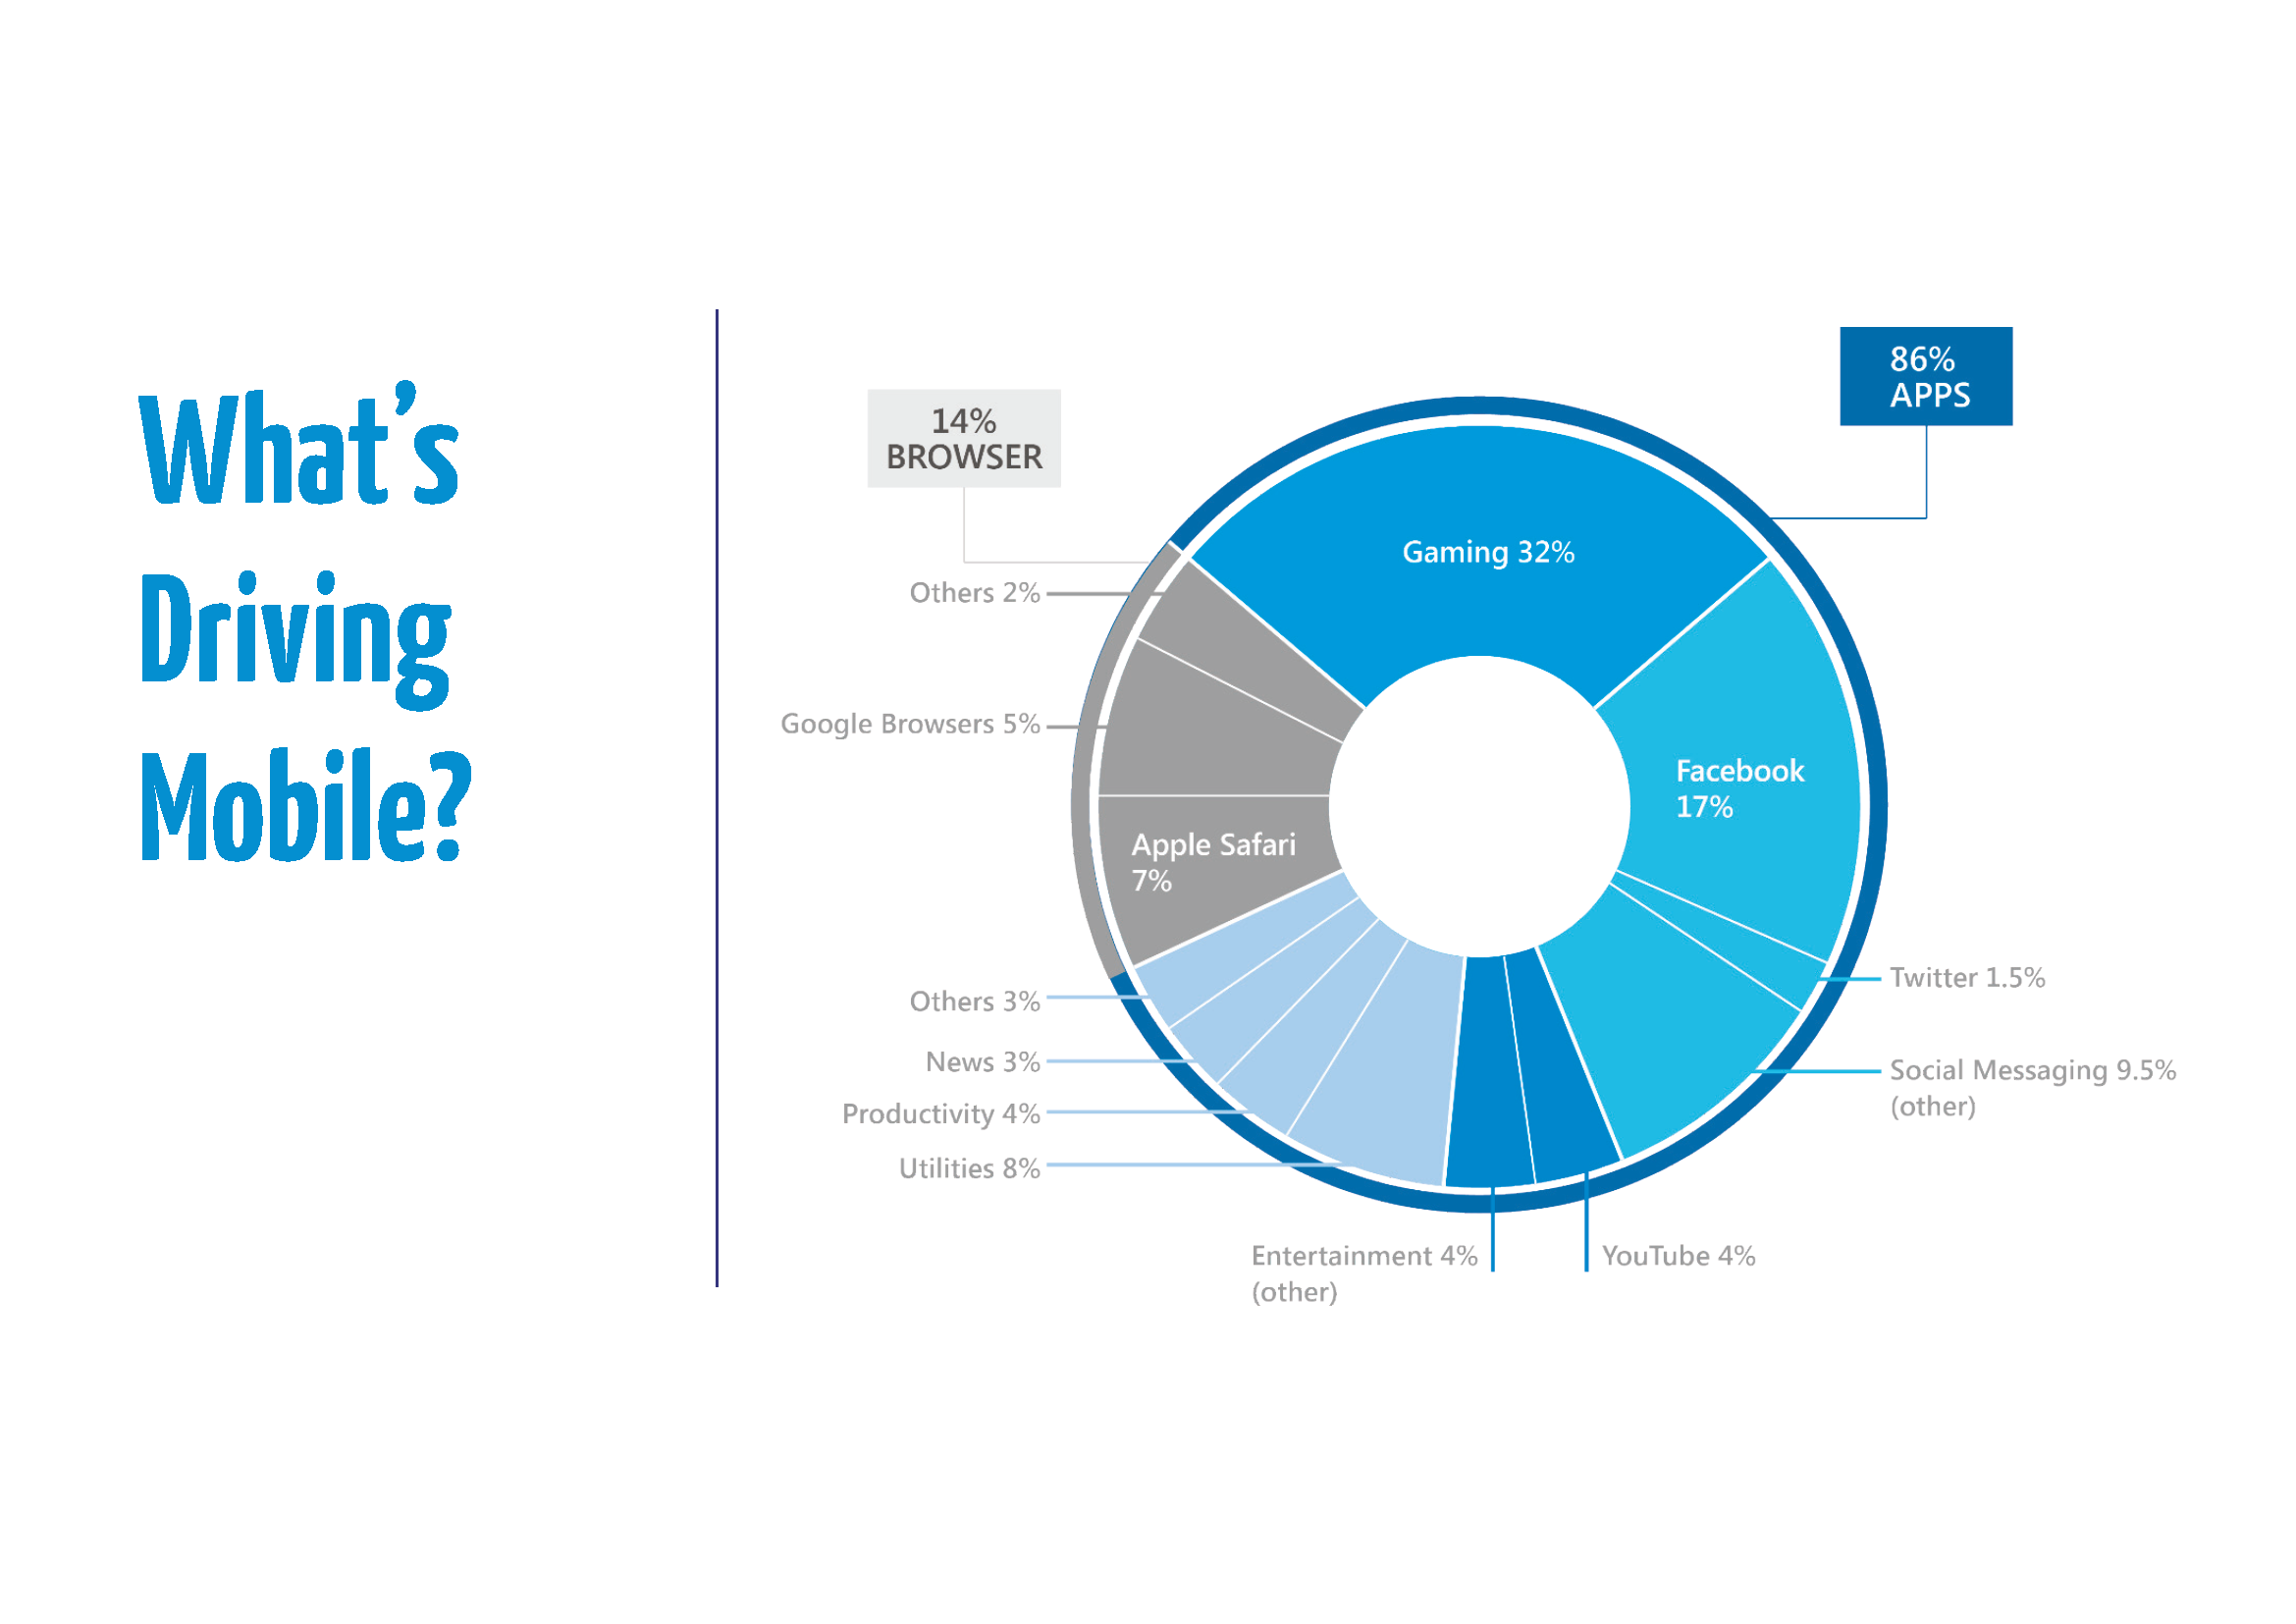 What's
Driving
Mobile?
14%
BROWSER
86%
APPS
Gaming 32%
Others 2%
Google Browsers 5%
Apple Safari
7%
Facebook
17%
Twitter 1.5%
Social Messaging 9.5%
(other)
Others 3%
News 3%
Productivity 4%
Utilities 8%
Entertainment 4%
(other)
YouTube 4%